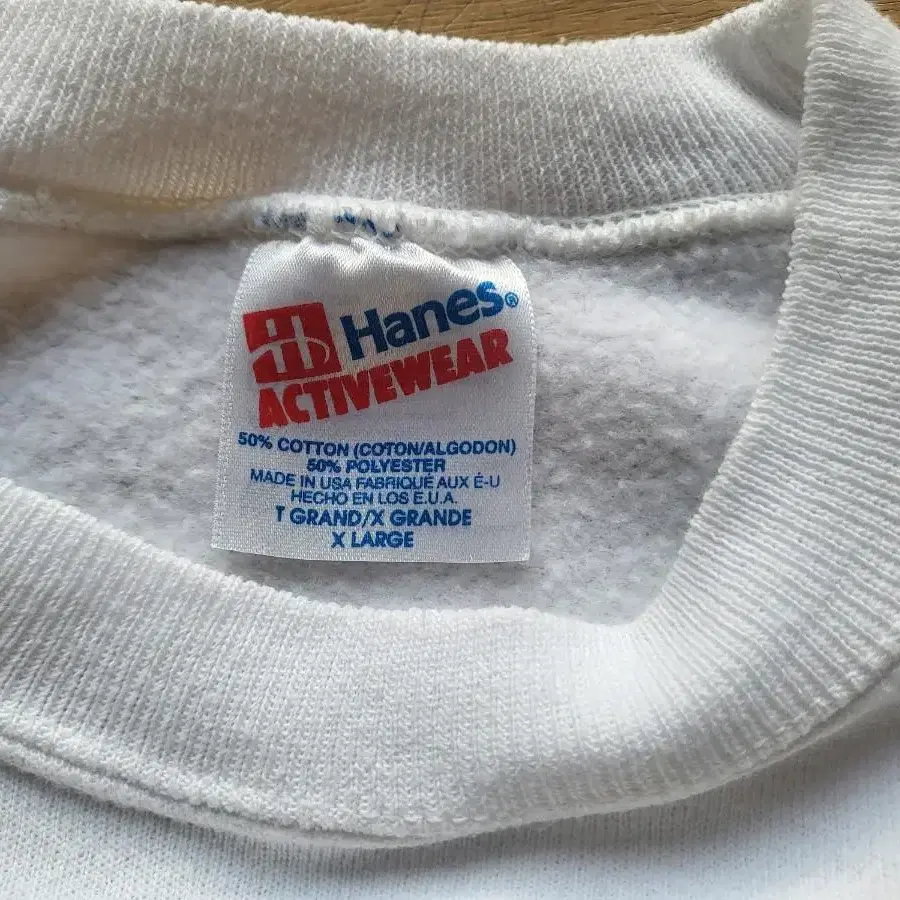 Hanes®
ACTIVEWEAR
50% COTTON (COTON/ALGODON)
50% POLYESTER
MADE IN USA FABRIQUÉ AUX É-U
HECHO EN LOS E.U.A.
T GRAND/X GRANDE
X LARGE